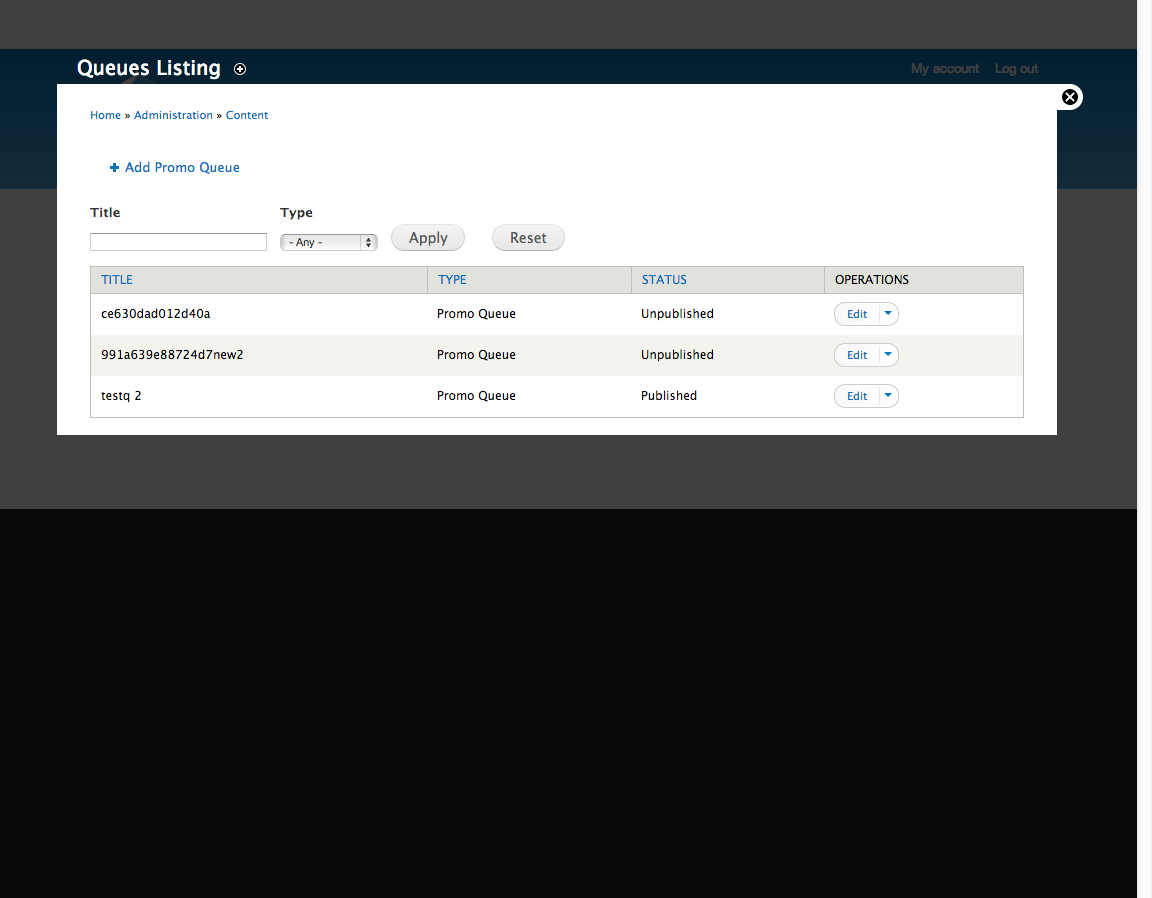 Queues Listing
My account Log out
Home » Administration » Content
Add Promo Queue
Title Type
- Any - Apply Reset
TITLE TYPE STATUS OPERATIONS
ce630dad012d40a Promo Queue Unpublished Edit
991a639e88724d7new2 Promo Queue Unpublished Edit
testq 2 Promo Queue Published Edit